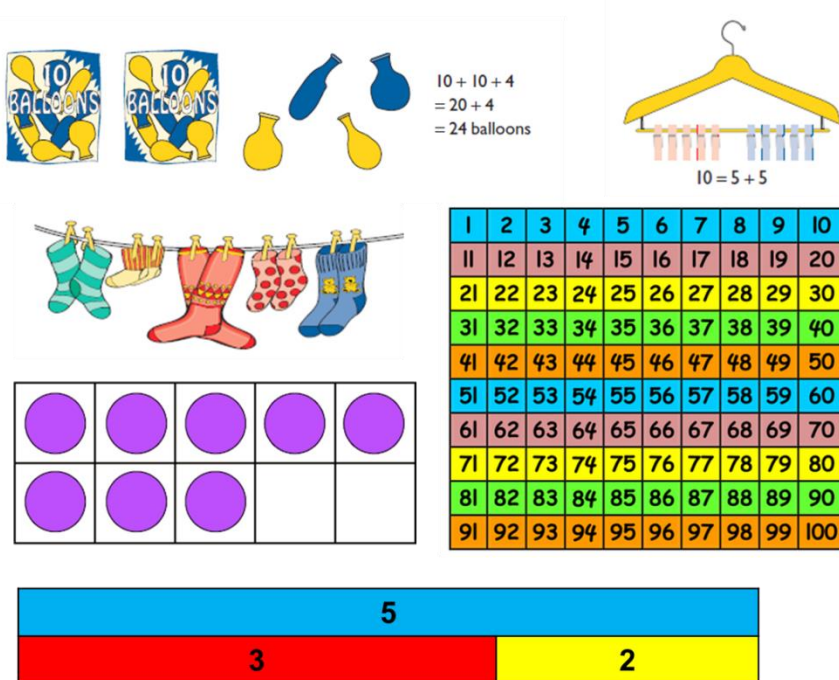 10
BALLOONS
10
BALLOONS
10 + 10 + 4
= 20 + 4
= 24 balloons
10 = 5 + 5
1 2 3 4 5 6 7 8 9 10
11 12 13 14 15 16 17 18 19 20
21 22 23 24 25 26 27 28 29 30
31 32 33 34 35 36 37 38 39 40
41 42 43 44 45 46 47 48 49 50
51 52 53 54 55 56 57 58 59 60
61 62 63 64 65 66 67 68 69 70
71 72 73 74 75 76 77 78 79 80
81 82 83 84 85 86 87 88 89 90
91 92 93 94 95 96 97 98 99 100
5
3 2